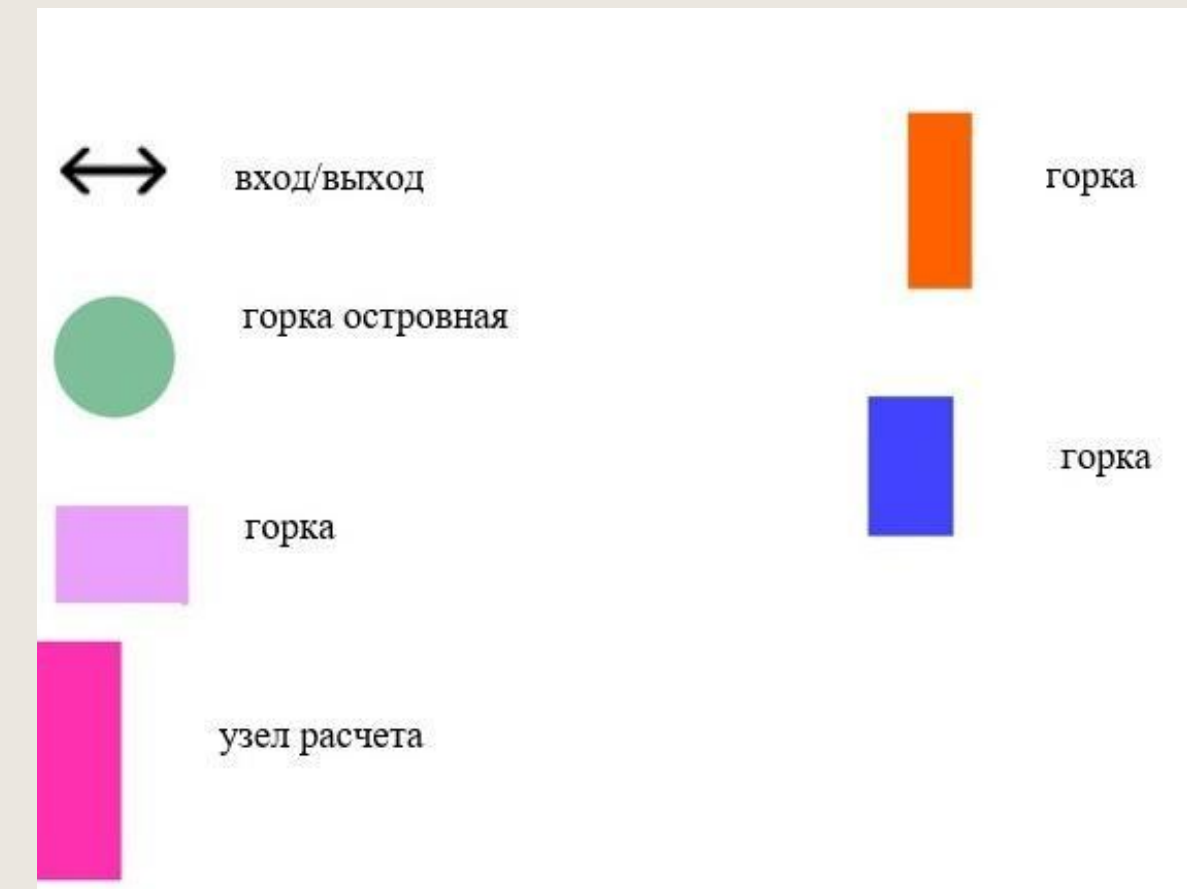 вход/выход
горка островная
горка
узел расчета
горка
горка